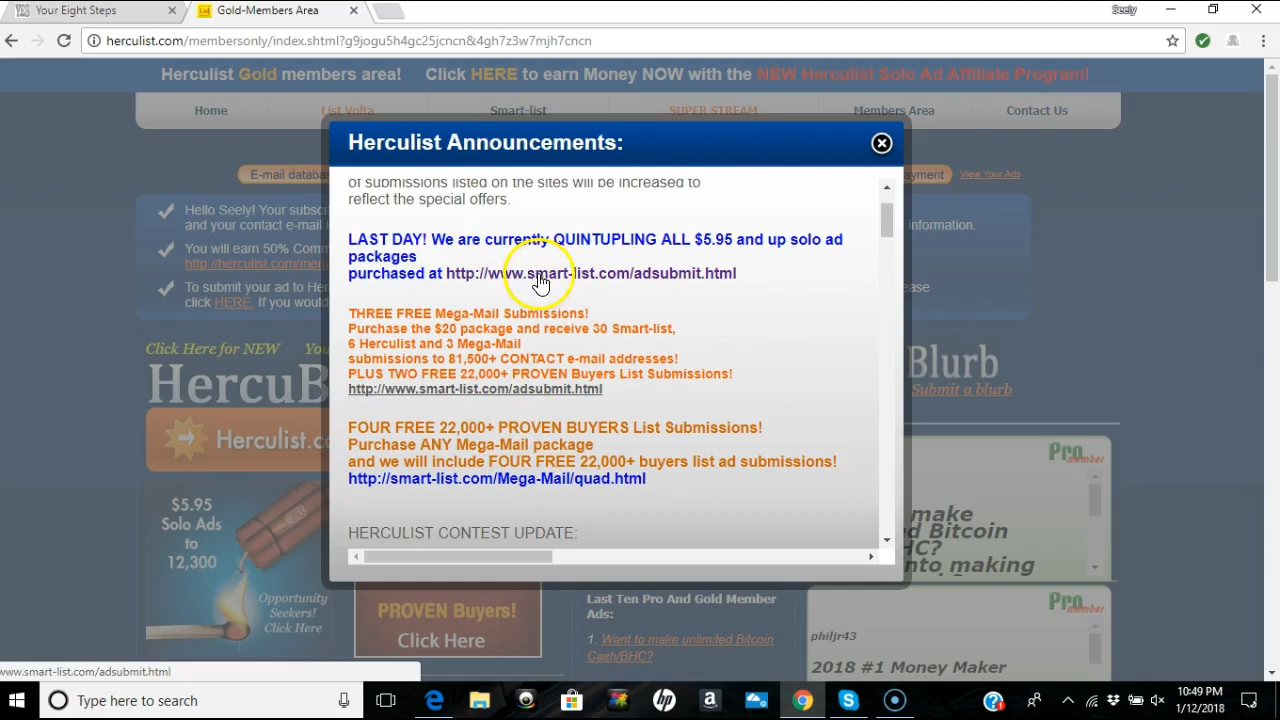 Your Eight Steps
Gold-Members Area
Seely
herculist.com/membersonly/index.shtml?g9jogu5h4gc25jcncn&4gh7z3w7mjh7cncn
Herculist Gold members area! Click HERE to earn Money NOW with the NEW Herculist Solo Ad Affiliate Program!
Home List Volta Smart-list SUPER STREAM Members Area Contact Us
Herculist Announcements:
E-mail databas
ayment View Your Ads
Hello Seely! Your subsc
and your contact e-mail i
information.
You will earn 50% Comm
http://herculist.com/mem
To submit your ad to Her
click HERE. If you would
ase
of submissions listed on the sites will be increased to
reflect the special offers.
LAST DAY! We are currently QUINTUPLING ALL $5.95 and up solo ad
packages
purchased at http://www.smart-list.com/adsubmit.html
THREE FREE Mega-Mail Submissions!
Purchase the $20 package and receive 30 Smart-list,
6 Herculist and 3 Mega-Mail
submissions to 81,500+ CONTACT e-mail addresses!
PLUS TWO FREE 22,000+ PROVEN Buyers List Submissions!
http://www.smart-list.com/adsubmit.html
FOUR FREE 22,000+ PROVEN BUYERS List Submissions!
Purchase ANY Mega-Mail package
and we will include FOUR FREE 22,000+ buyers list ad submissions!
http://smart-list.com/Mega-Mail/quad.html
HERCULIST CONTEST UPDATE:
Click Here for NEW You
HercuB
Blurb
Submit a blurb
Herculist.c
$5.95
Solo Ads
to
12,300
Opportunity
Seekers!
Click Here
PROVEN Buyers!
Click Here
Last Ten Pro And Gold Member
Ads:
1. Want to make unlimited Bitcoin
Cash/BHC?
Pro member
make
d Bitcoin
HC?
nto making
Pro member
philjr43
2018 #1 Money Maker
www.smart-list.com/adsubmit.html
Type here to search
10:49 PM
1/12/2018